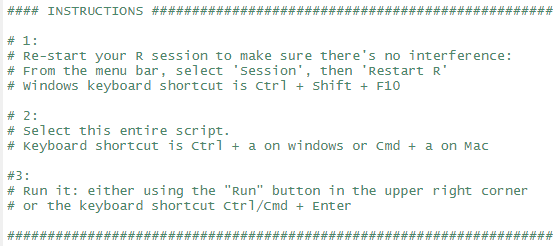 #### INSTRUCTIONS ##################################################
# 1:
# Re-start your R session to make sure there's no interference:
# From the menu bar, select 'Session', then 'Restart R'
# Windows keyboard shortcut is Ctrl + Shift + F10
# 2:
# Select this entire script.
# Keyboard shortcut is Ctrl + a on windows or Cmd + a on Mac
#3:
# Run it: either using the "Run" button in the upper right corner
# or the keyboard shortcut Ctrl/Cmd + Enter
####################################################################